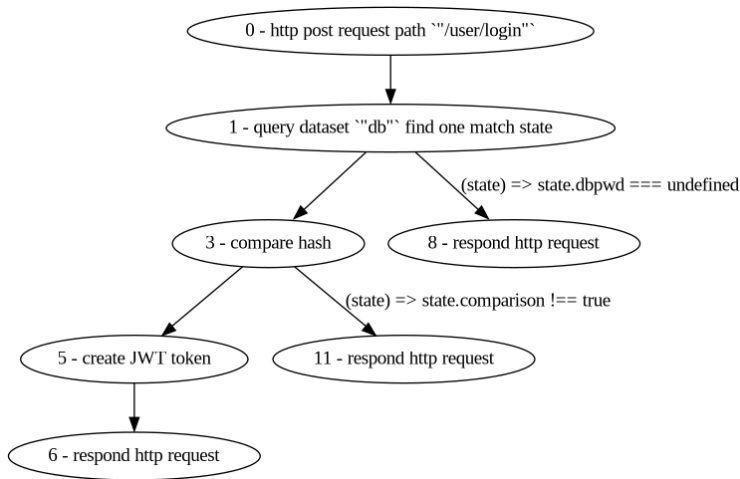 0 - http post request path `"/user/login"`
1 - query dataset `"db"` find one match state
(state) => state.dbpwd === undefined
3 - compare hash
8 - respond http request
(state) => state.comparison !== true
5 - create JWT token
11 - respond http request
6 - respond http request